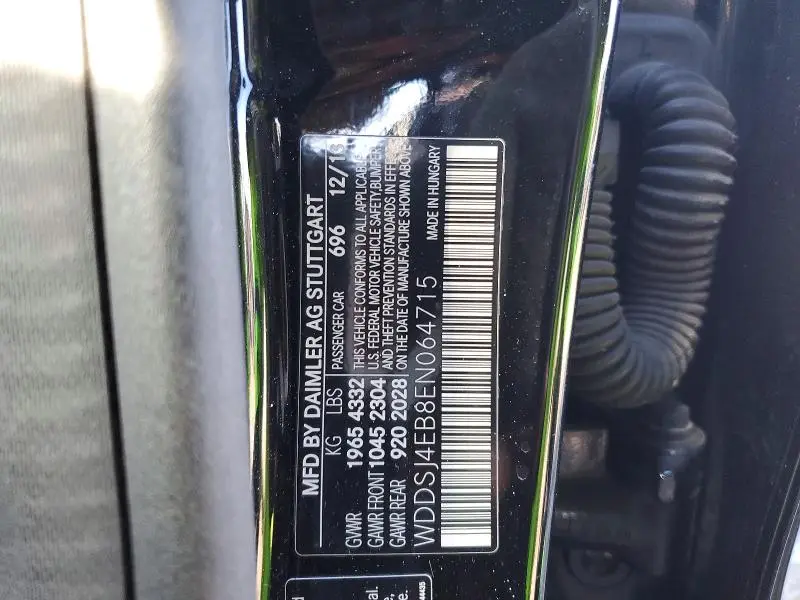 MFD BY DAIMLER AG STUTTGART
KG LBS PASSENGER CAR 696 12/13
GVWR 1965 4332 THIS VEHICLE CONFORMS TO ALL APPLICABLE
GAWR FRONT 1045 2304 U.S. FEDERAL MOTOR VEHICLE SAFETY, BUMPER
GAWR REAR 920 2028 AND THEFT PREVENTION STANDARDS IN EFFECT
ON THE DATE OF MANUFACTURE SHOWN ABOVE
WDDSJ4EB8EN064715 MADE IN HUNGARY